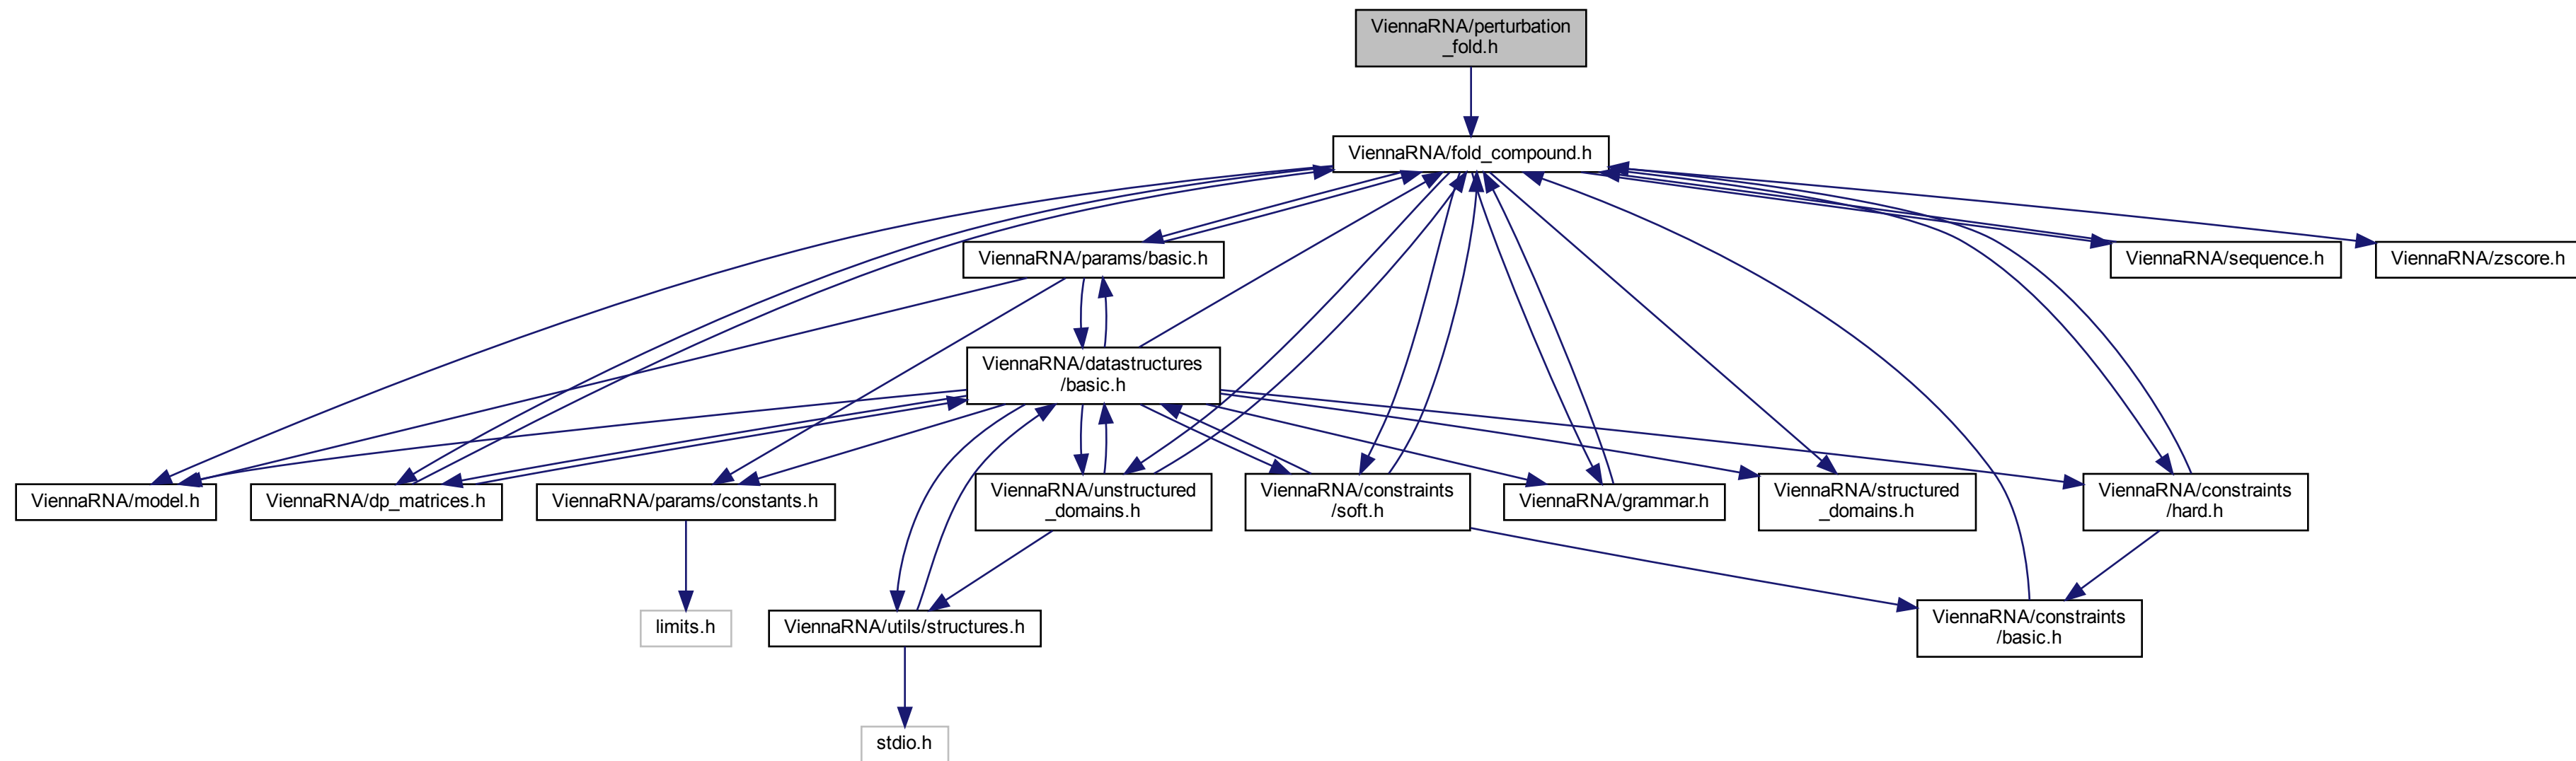 ViennaRNA/perturbation
_fold.h
ViennaRNA/fold_compound.h
ViennaRNA/params/basic.h
ViennaRNA/sequence.h
ViennaRNA/zscore.h
ViennaRNA/datastructures
/basic.h
ViennaRNA/model.h
ViennaRNA/dp_matrices.h
ViennaRNA/params/constants.h
ViennaRNA/unstructured
_domains.h
ViennaRNA/constraints
/soft.h
ViennaRNA/grammar.h
ViennaRNA/structured
_domains.h
ViennaRNA/constraints
/hard.h
limits.h
ViennaRNA/utils/structures.h
ViennaRNA/constraints
/basic.h
stdio.h